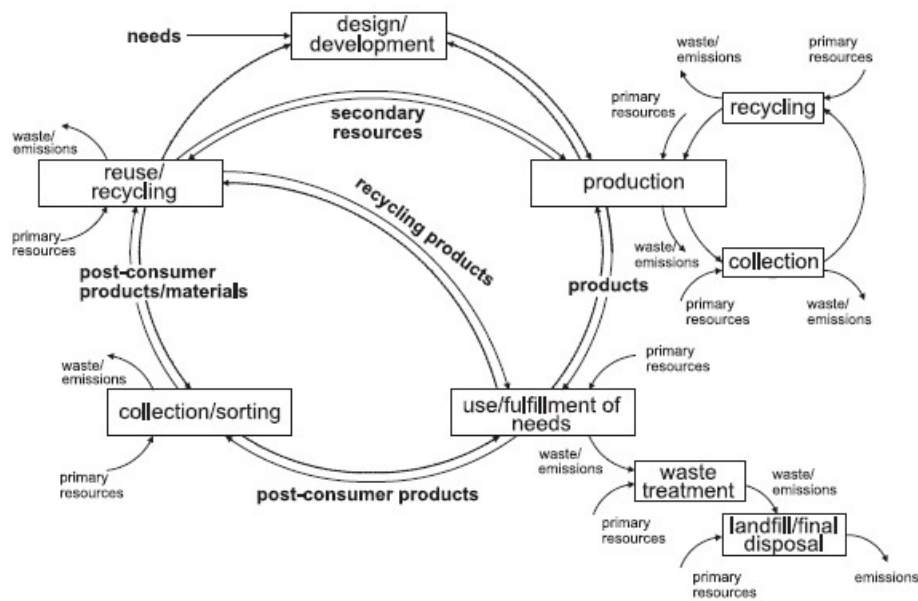 needs
design/
development
waste/
emissions
primary
resources
recycling
primary
resources
secondary
resources
waste/
emissions
reuse/
recycling
production
recycling products
primary
resources
waste/
emissions
collection
post-consumer
products/materials
products
primary
resources
waste/
emissions
primary
resources
waste/
emissions
collection/sorting
use/fulfillment of
needs
primary
resources
waste/
emissions
post-consumer products
waste
treatment
waste/
emissions
primary
resources
landfill/final
disposal
primary
resources
emissions